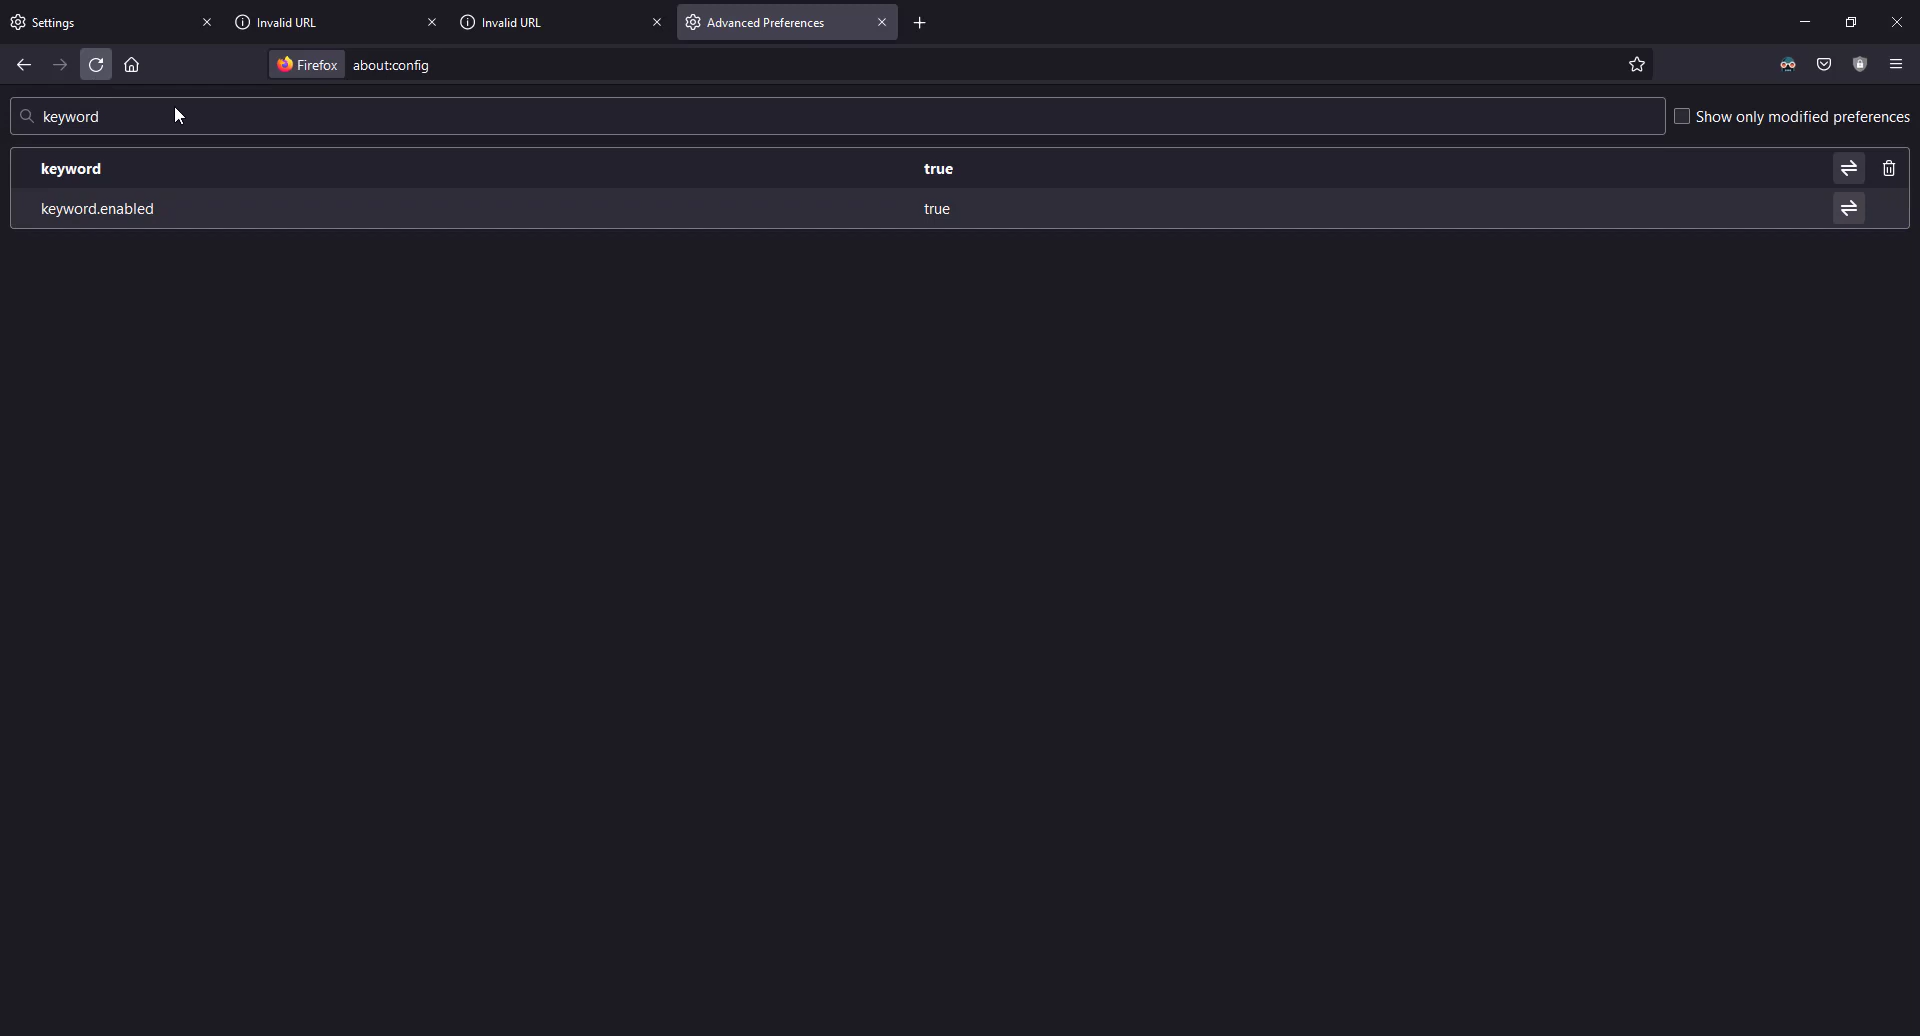 Settings
Invalid URL
Invalid URL
Advanced Preferences
Firefox about:config
keyword
Show only modified preferences
keyword true
keyword.enabled true